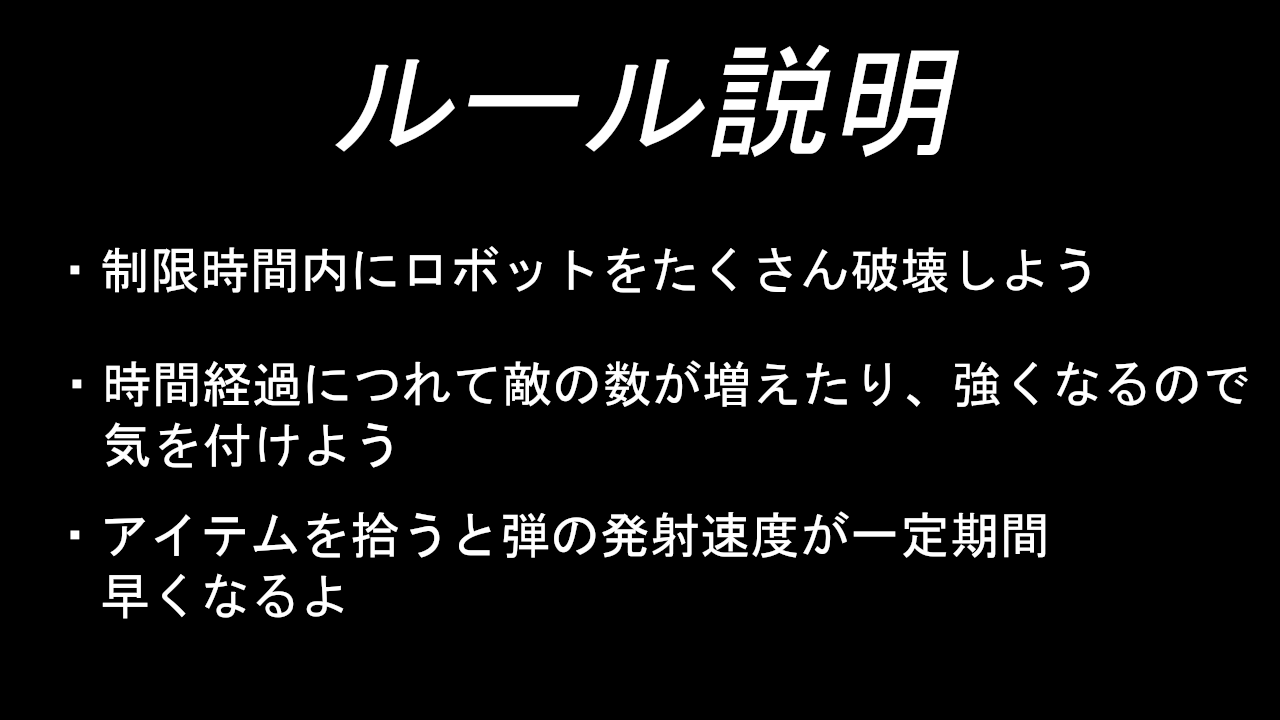 ルール説明
・制限時間内にロボットをたくさん破壊しよう
・時間経過につれて敵の数が増えたり、強くなるので
気を付けよう
・アイテムを拾うと弾の発射速度が一定期間
早くなるよ